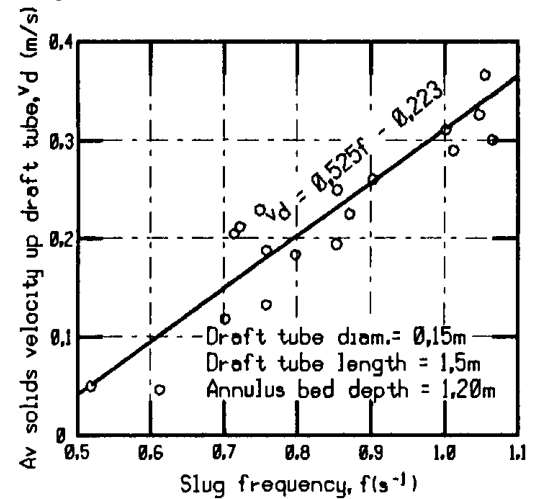 Av solids velocity up draft tube, vd (m/s)
0.4
0.3
0.2
0.1
0
vd = 0,525f - 0,223
Draft tube diam.= 0,15m
Draft tube length = 1,5m
Annulus bed depth = 1,20m
0.5 0.6 0.7 0.8 0.9 1.0 1.1
Slug frequency, f(s⁻¹)